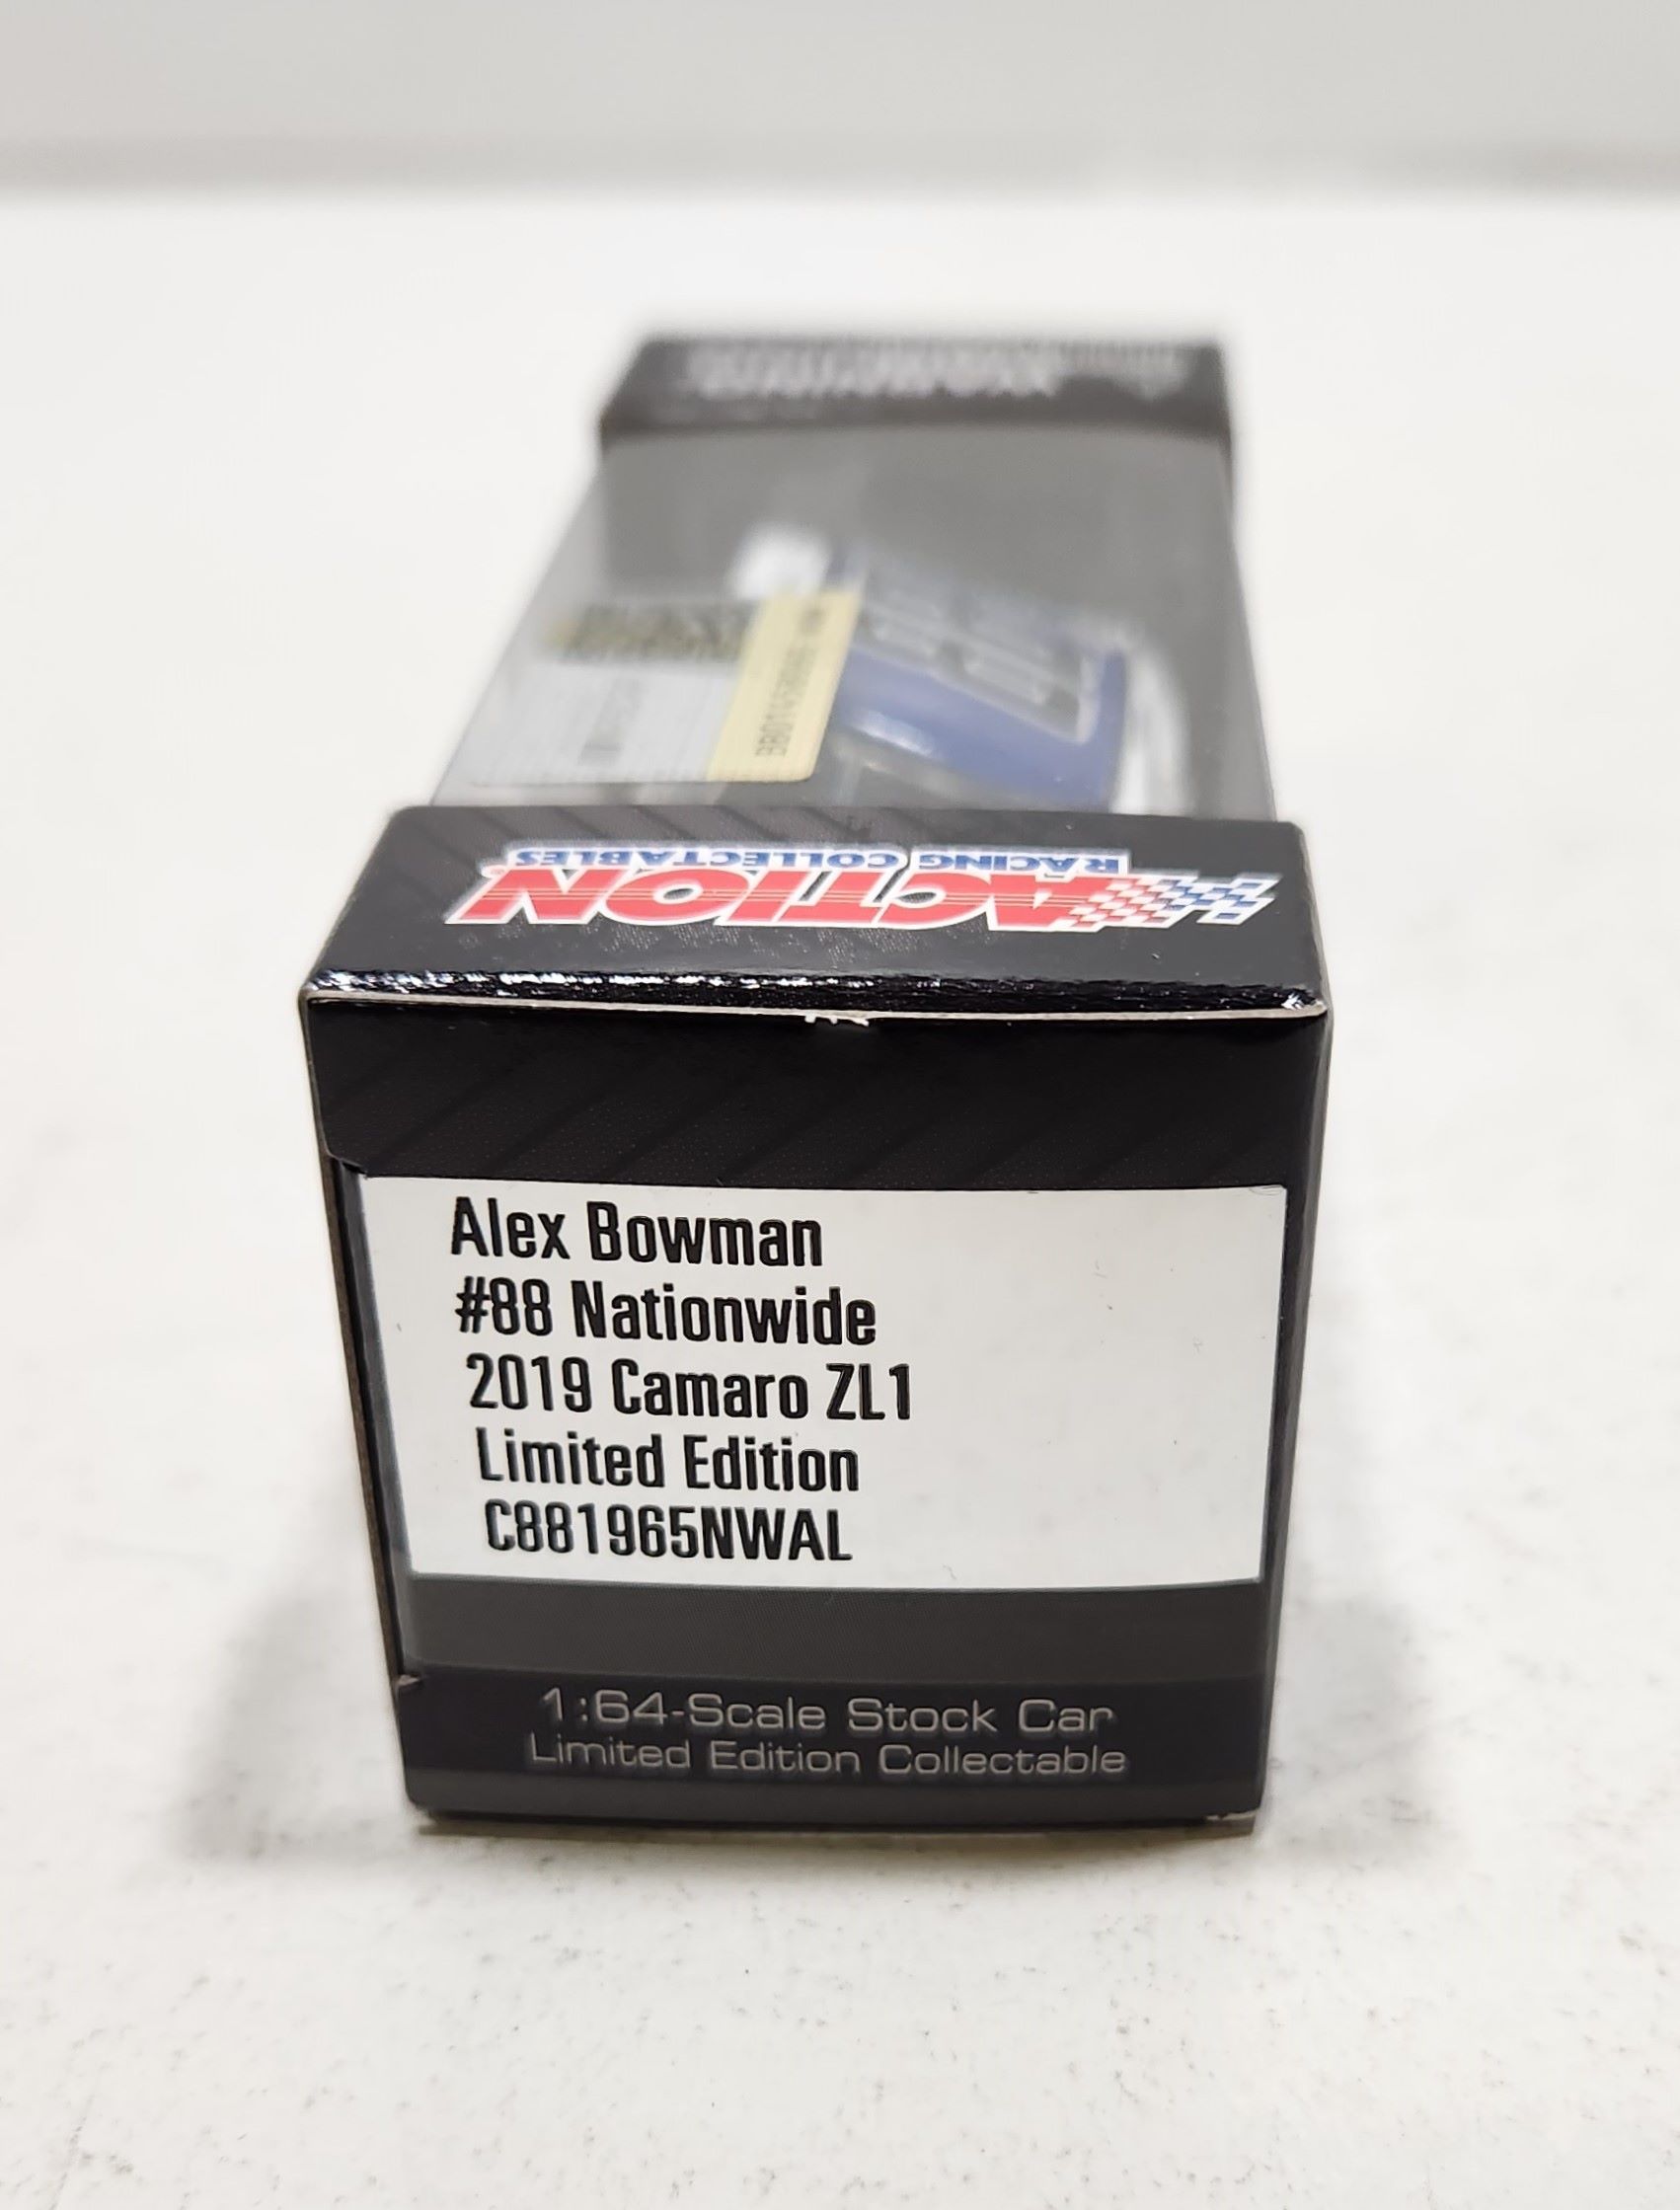 ACTION
RACING COLLECTABLES
Alex Bowman
#88 Nationwide
2019 Camaro ZL1
Limited Edition
C881965NWAL
1:64-Scale Stock Car
Limited Edition Collectable